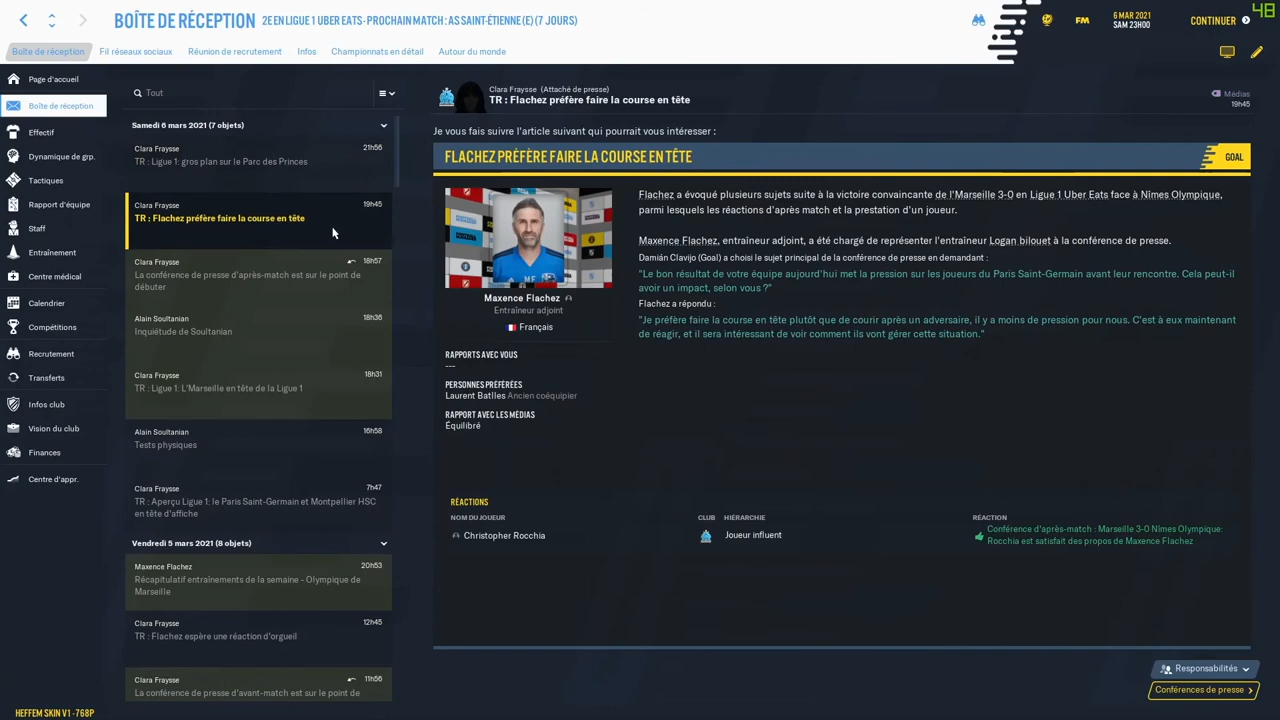 BOÎTE DE RÉCEPTION
2E EN LIGUE 1 UBER EATS · PROCHAIN MATCH : AS SAINT-ÉTIENNE (E) (7 JOURS)
FM
6 MAR 2021
SAM 23H00
CONTINUER
48
Boîte de réception
Fil réseaux sociaux
Réunion de recrutement
Infos
Championnats en détail
Autour du monde
Page d'accueil
Boîte de réception
Effectif
Dynamique de grp.
Tactiques
Rapport d'équipe
Staff
Entraînement
Centre médical
Calendrier
Compétitions
Recrutement
Transferts
Infos club
Vision du club
Finances
Centre d'appr.
HEFFEM SKIN V1 -768P
Tout
Samedi 6 mars 2021 (7 objets)
Clara Fraysse 21h56
TR : Ligue 1: gros plan sur le Parc des Princes
Clara Fraysse 19h45
TR : Flachez préfère faire la course en tête
Clara Fraysse 18h57
La conférence de presse d'après-match est sur le point de
débuter
Alain Soultanian 18h36
Inquiétude de Soultanian
Clara Fraysse 18h31
TR : Ligue 1: L'Marseille en tête de la Ligue 1
Alain Soultanian 16h58
Tests physiques
Clara Fraysse 7h47
TR : Aperçu Ligue 1: le Paris Saint-Germain et Montpellier HSC
en tête d'affiche
Vendredi 5 mars 2021 (8 objets)
Maxence Flachez 20h53
Récapitulatif entraînements de la semaine - Olympique de
Marseille
Clara Fraysse 12h45
TR : Flachez espère une réaction d'orgueil
Clara Fraysse 11h56
La conférence de presse d'avant-match est sur le point de
Clara Fraysse (Attaché de presse)
TR : Flachez préfère faire la course en tête
Médias
19h45
Je vous fais suivre l'article suivant qui pourrait vous intéresser :
FLACHEZ PRÉFÈRE FAIRE LA COURSE EN TÊTE
GOAL
M F
Maxence Flachez
Entraîneur adjoint
Français
RAPPORTS AVEC VOUS
---
PERSONNES PRÉFÉRÉES
Laurent Batlles Ancien coéquipier
RAPPORT AVEC LES MÉDIAS
Équilibré
Flachez a évoqué plusieurs sujets suite à la victoire convaincante de l'Marseille 3-0 en Ligue 1 Uber Eats face à Nîmes Olympique,
parmi lesquels les réactions d'après match et la prestation d'un joueur.
Maxence Flachez, entraîneur adjoint, a été chargé de représenter l'entraîneur Logan bilouet à la conférence de presse.
Damián Clavijo (Goal) a choisi le sujet principal de la conférence de presse en demandant :
"Le bon résultat de votre équipe aujourd'hui met la pression sur les joueurs du Paris Saint-Germain avant leur rencontre. Cela peut-il
avoir un impact, selon vous ?"
Flachez a répondu :
"Je préfère faire la course en tête plutôt que de courir après un adversaire, il y a moins de pression pour nous. C'est à eux maintenant
de réagir, et il sera intéressant de voir comment ils vont gérer cette situation."
RÉACTIONS
NOM DU JOUEUR CLUB HIÉRARCHIE RÉACTION
Christopher Rocchia Joueur influent Conférence d'après-match : Marseille 3-0 Nîmes Olympique:
Rocchia est satisfait des propos de Maxence Flachez
Responsabilités
Conférences de presse